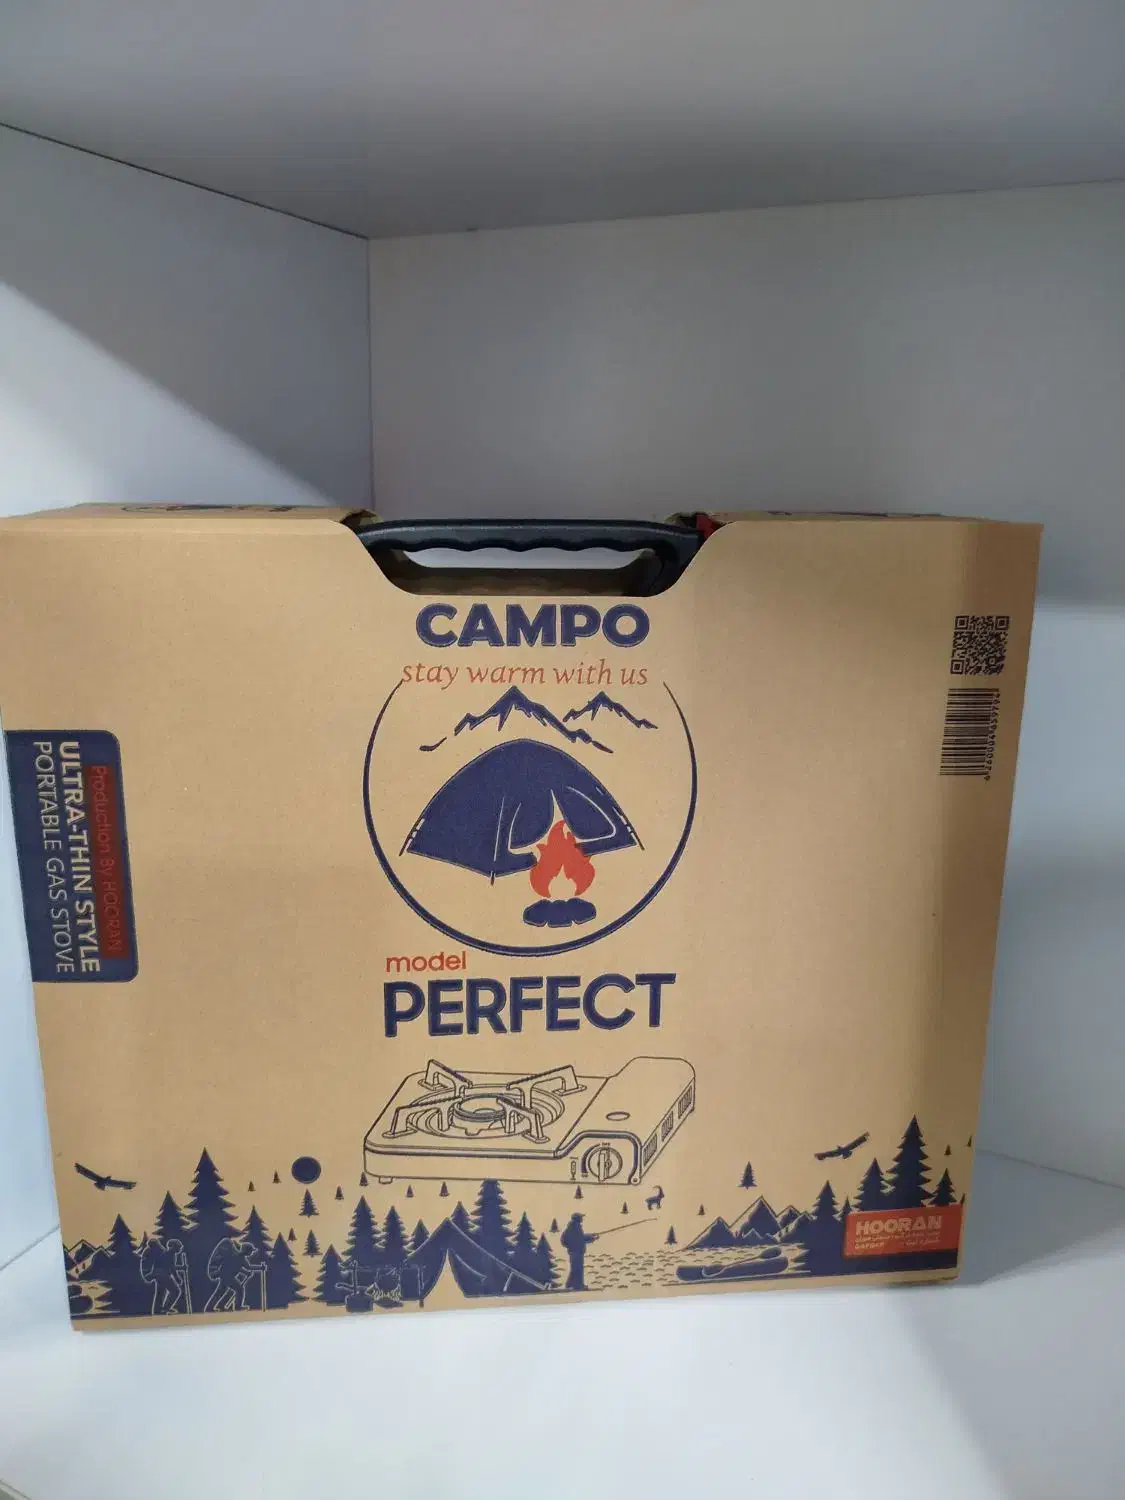 CAMPO
stay warm with us
Production By HOORAN
ULTRA-THIN STYLE
PORTABLE GAS STOVE
model
PERFECT
HOORAN